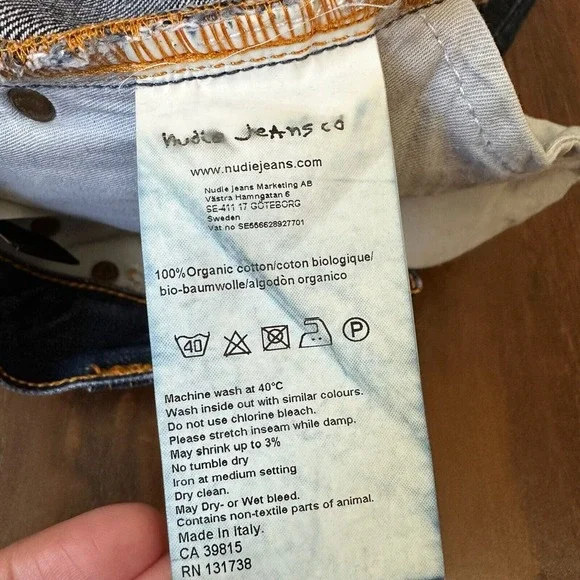 nudie jeans co
www.nudiejeans.com
Nudie Jeans Marketing AB
Västra Hamngatan 6
SE-411 17 GÖTEBORG
Sweden
Vat no SE556628927701
100%Organic cotton/coton biologique/
bio-baumwolle/algodòn organico
40 P
Machine wash at 40°C
Wash inside out with similar colours.
Do not use chlorine bleach.
Please stretch inseam while damp.
May shrink up to 3%
No tumble dry
Iron at medium setting
Dry clean.
May Dry- or Wet bleed.
Contains non-textile parts of animal.
Made in Italy.
CA 39815
RN 131738